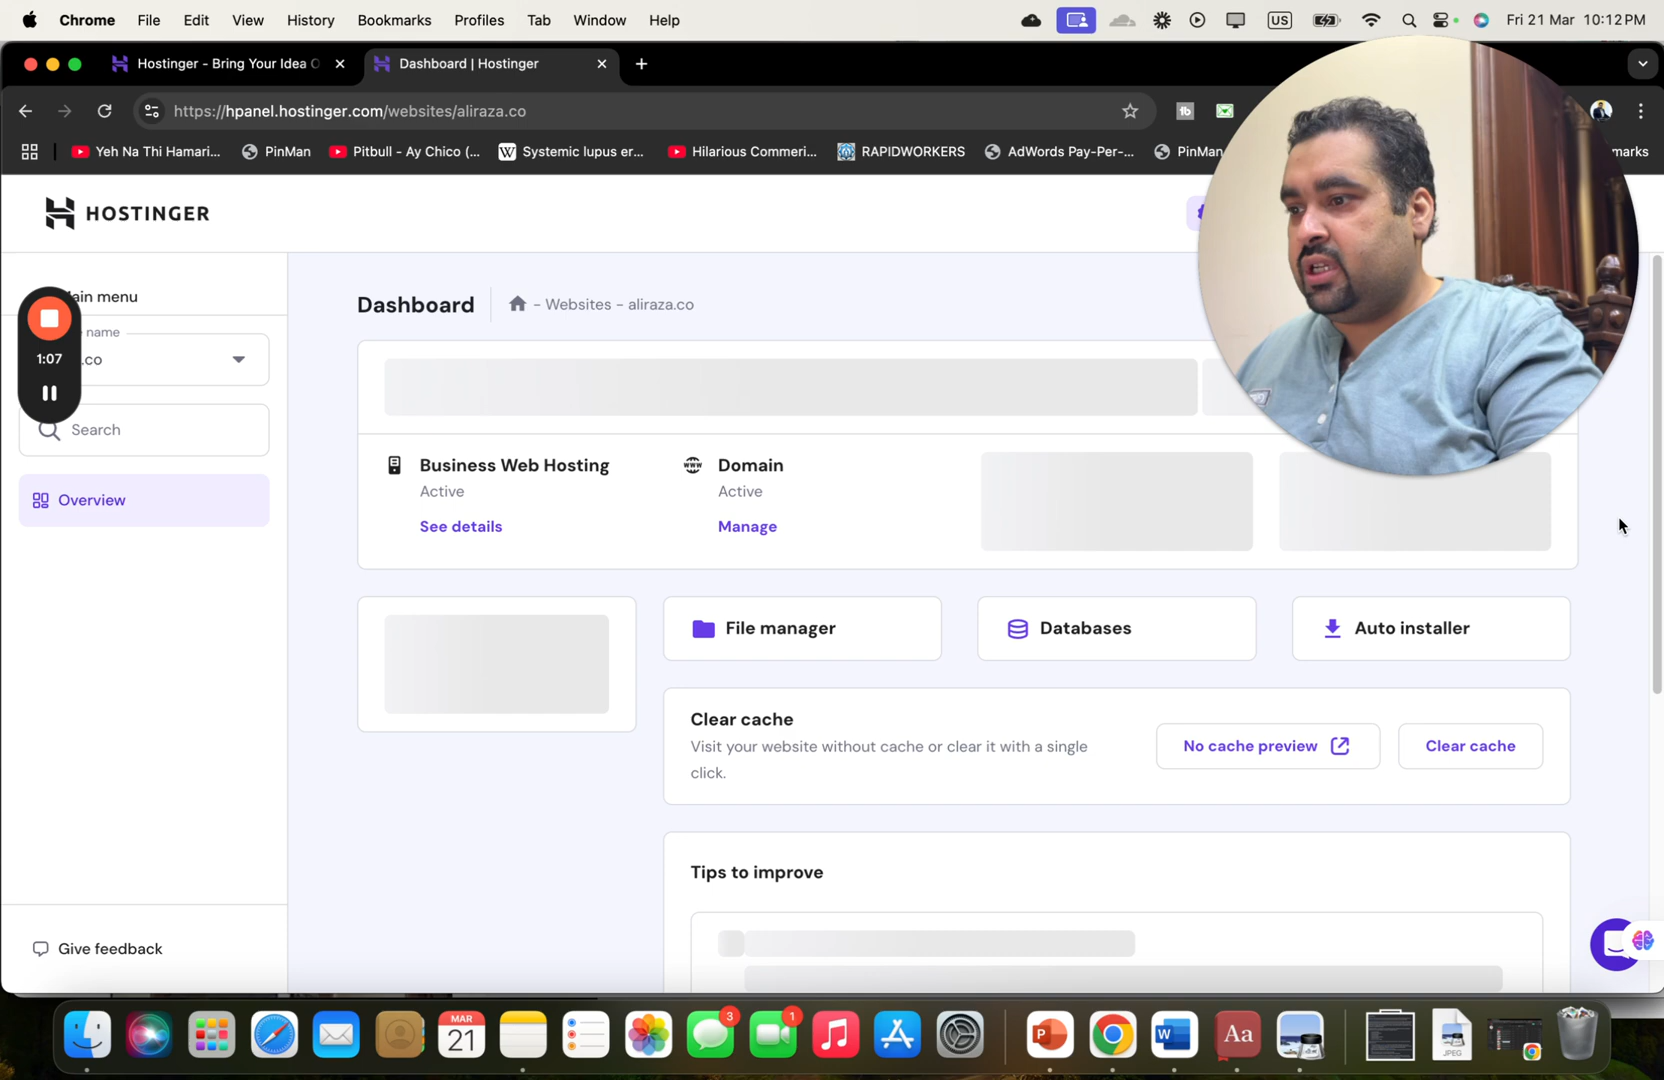 Chrome File Edit View History Bookmarks Profiles Tab Window Help US Fri 21 Mar 10:12 PM
Hostinger - Bring Your Idea O Dashboard | Hostinger
https://hpanel.hostinger.com/websites/aliraza.co tb
Yeh Na Thi Hamari... PinMan Pitbull - Ay Chico (... W Systemic lupus er... Hilarious Commeri... RAPIDWORKERS AdWords Pay-Per-... PinMan marks
HOSTINGER
ain menu
Dashboard - Websites - aliraza.co
name
1:07 .co
Search
Business Web Hosting
Active
See details
www Domain
Active
Manage
Overview
File manager Databases Auto installer
Clear cache
Visit your website without cache or clear it with a single
click.
No cache preview Clear cache
Tips to improve
Give feedback
MAR
21
3
1
P
W
Aa
JPEG